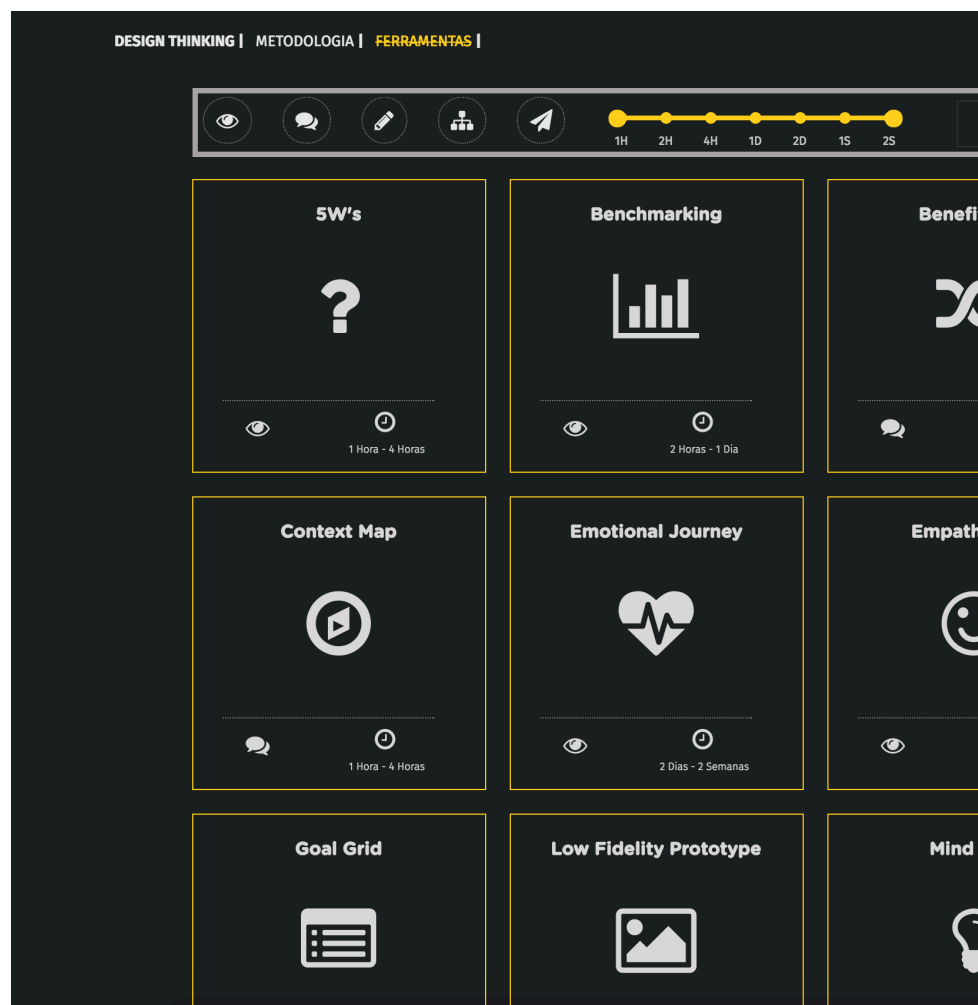 DESIGN THINKING | METODOLOGIA | FERRAMENTAS |
1H 2H 4H 1D 2D 1S 2S
5W's Benchmarking
1 Hora - 4 Horas 2 Horas - 1 Dia
Context Map Emotional Journey
1 Hora - 4 Horas 2 Dias - 2 Semanas
Goal Grid Low Fidelity Prototype Mind